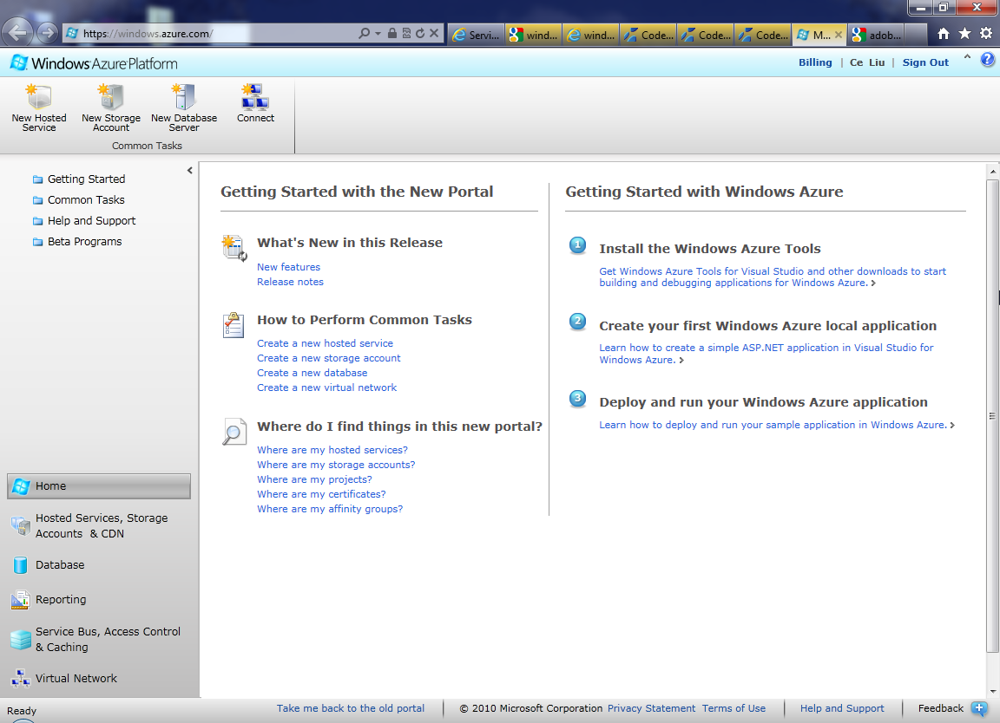 https://windows.azure.com/
Servi...
wind...
wind...
Code...
Code...
Code...
M...
adob...
Windows Azure Platform
Billing | Ce Liu | Sign Out
New Hosted Service
New Storage Account
New Database Server
Connect
Common Tasks
Getting Started
Common Tasks
Help and Support
Beta Programs
Home
Hosted Services, Storage
Accounts & CDN
Database
Reporting
Service Bus, Access Control
& Caching
Virtual Network
Getting Started with the New Portal
What's New in this Release
New features
Release notes
How to Perform Common Tasks
Create a new hosted service
Create a new storage account
Create a new database
Create a new virtual network
Where do I find things in this new portal?
Where are my hosted services?
Where are my storage accounts?
Where are my projects?
Where are my certificates?
Where are my affinity groups?
Getting Started with Windows Azure
1
Install the Windows Azure Tools
Get Windows Azure Tools for Visual Studio and other downloads to start
building and debugging applications for Windows Azure.
2
Create your first Windows Azure local application
Learn how to create a simple ASP.NET application in Visual Studio for
Windows Azure.
3
Deploy and run your Windows Azure application
Learn how to deploy and run your sample application in Windows Azure.
Ready
Take me back to the old portal
© 2010 Microsoft Corporation Privacy Statement Terms of Use
Help and Support
Feedback